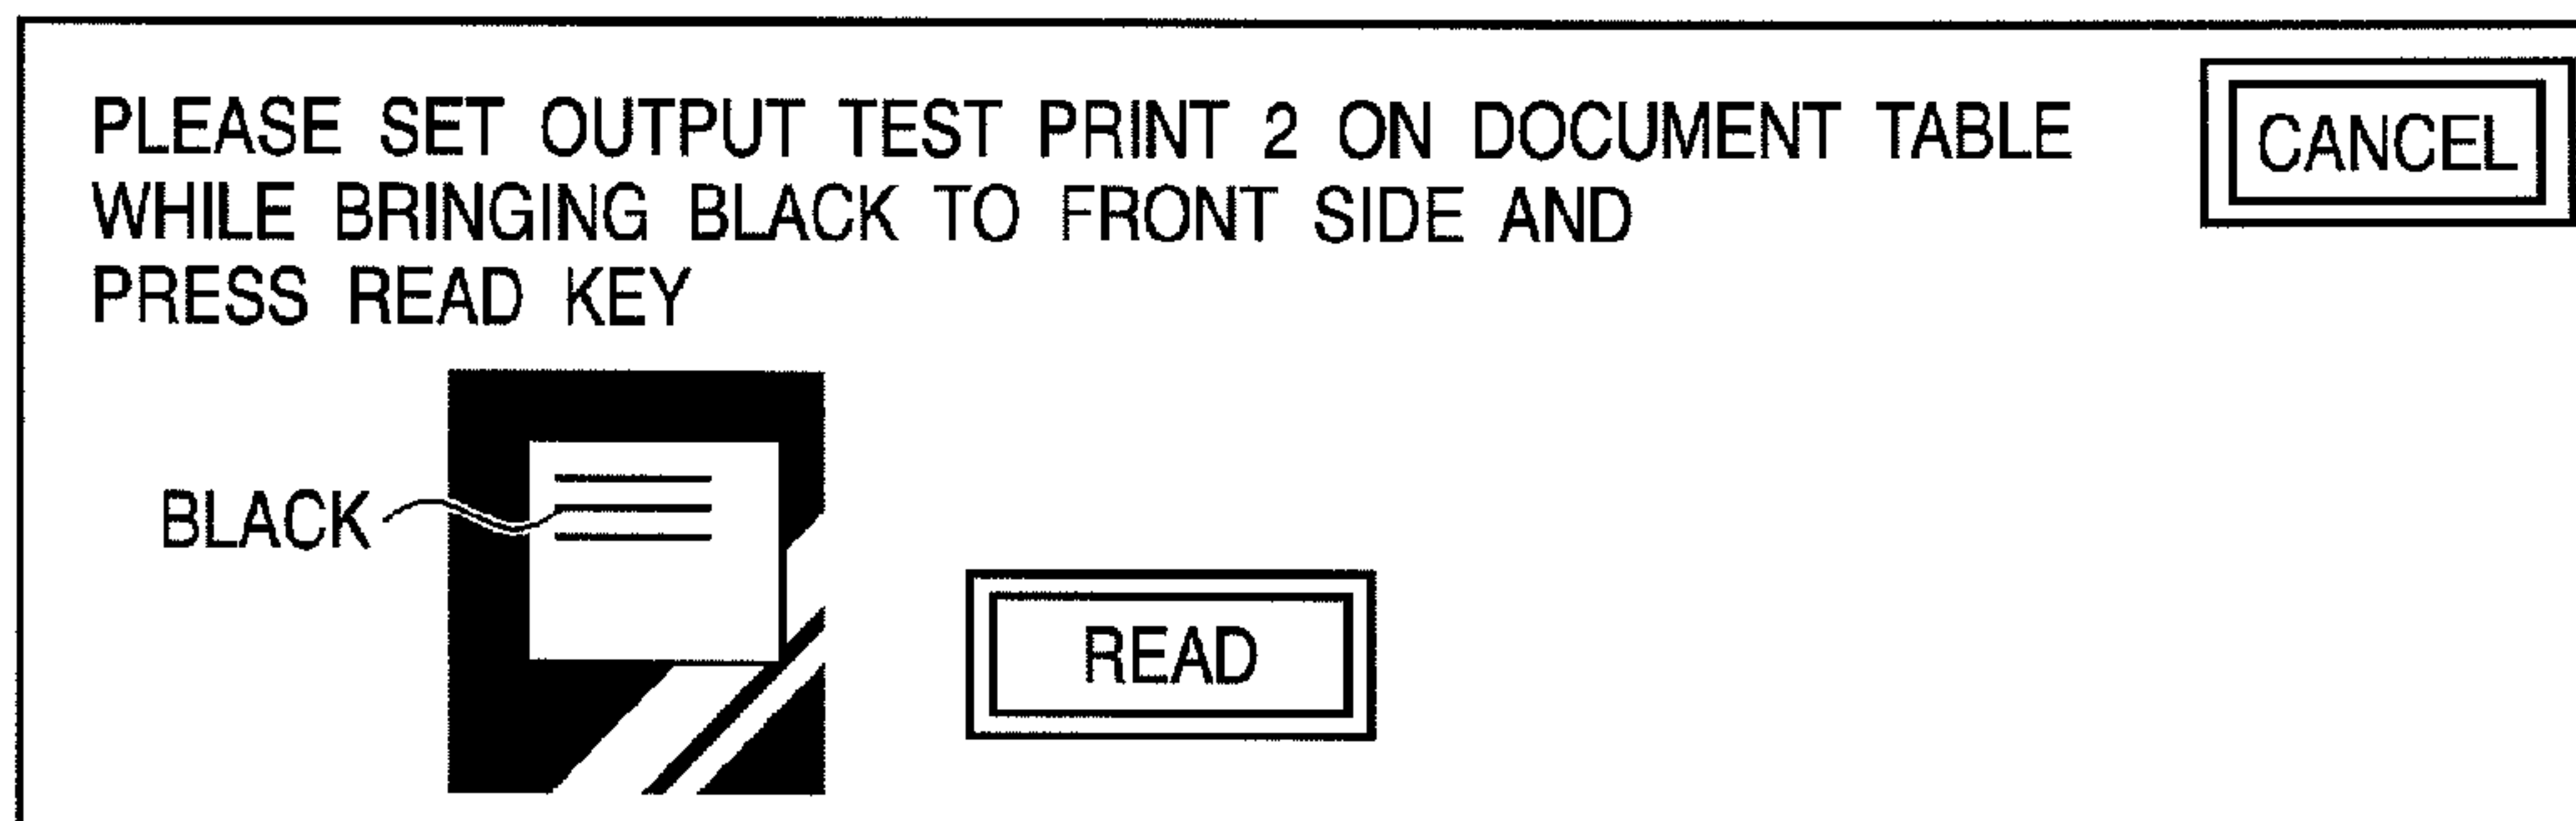 PLEASE SET OUTPUT TEST PRINT 2 ON DOCUMENT TABLE
WHILE BRINGING BLACK TO FRONT SIDE AND
PRESS READ KEY
CANCEL
BLACK
READ